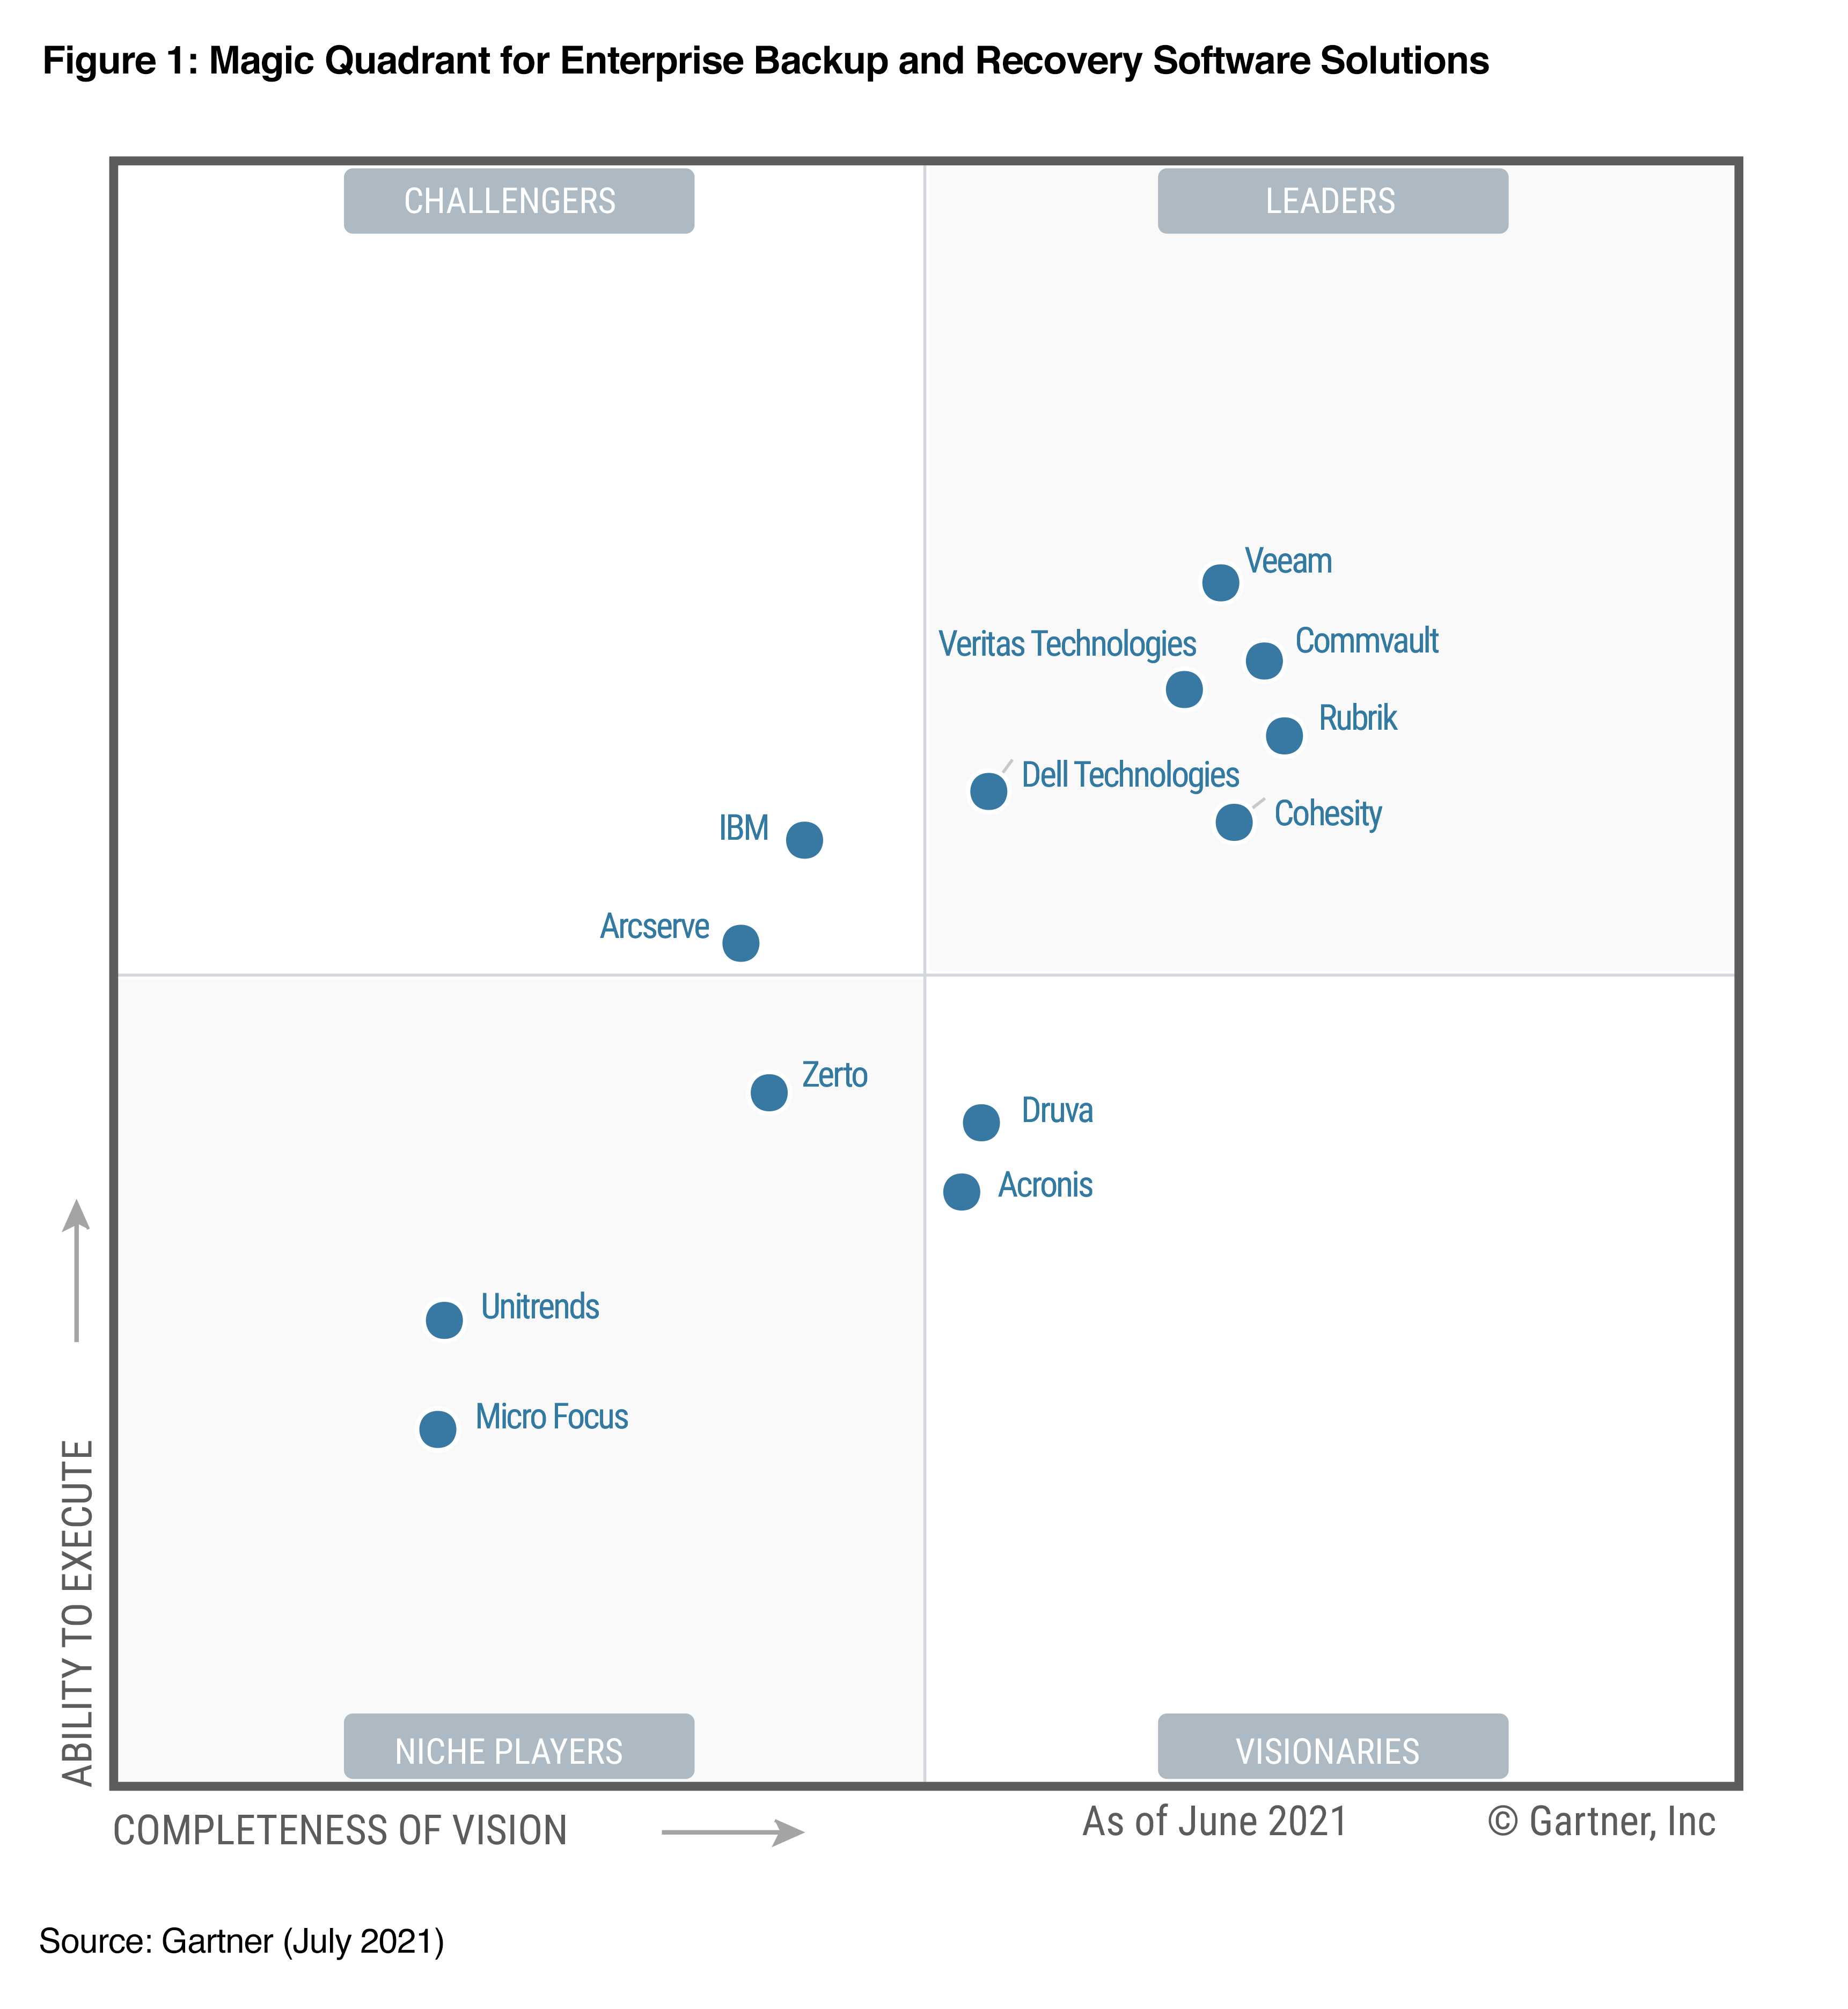 Figure 1: Magic Quadrant for Enterprise Backup and Recovery Software Solutions
CHALLENGERS
LEADERS
Veeam
Commvault
Veritas Technologies
Rubrik
Dell Technologies
Cohesity
IBM
Arcserve
Zerto
Druva
Acronis
Unitrends
Micro Focus
NICHE PLAYERS
VISIONARIES
ABILITY TO EXECUTE
COMPLETENESS OF VISION
As of June 2021
© Gartner, Inc
Source: Gartner (July 2021)